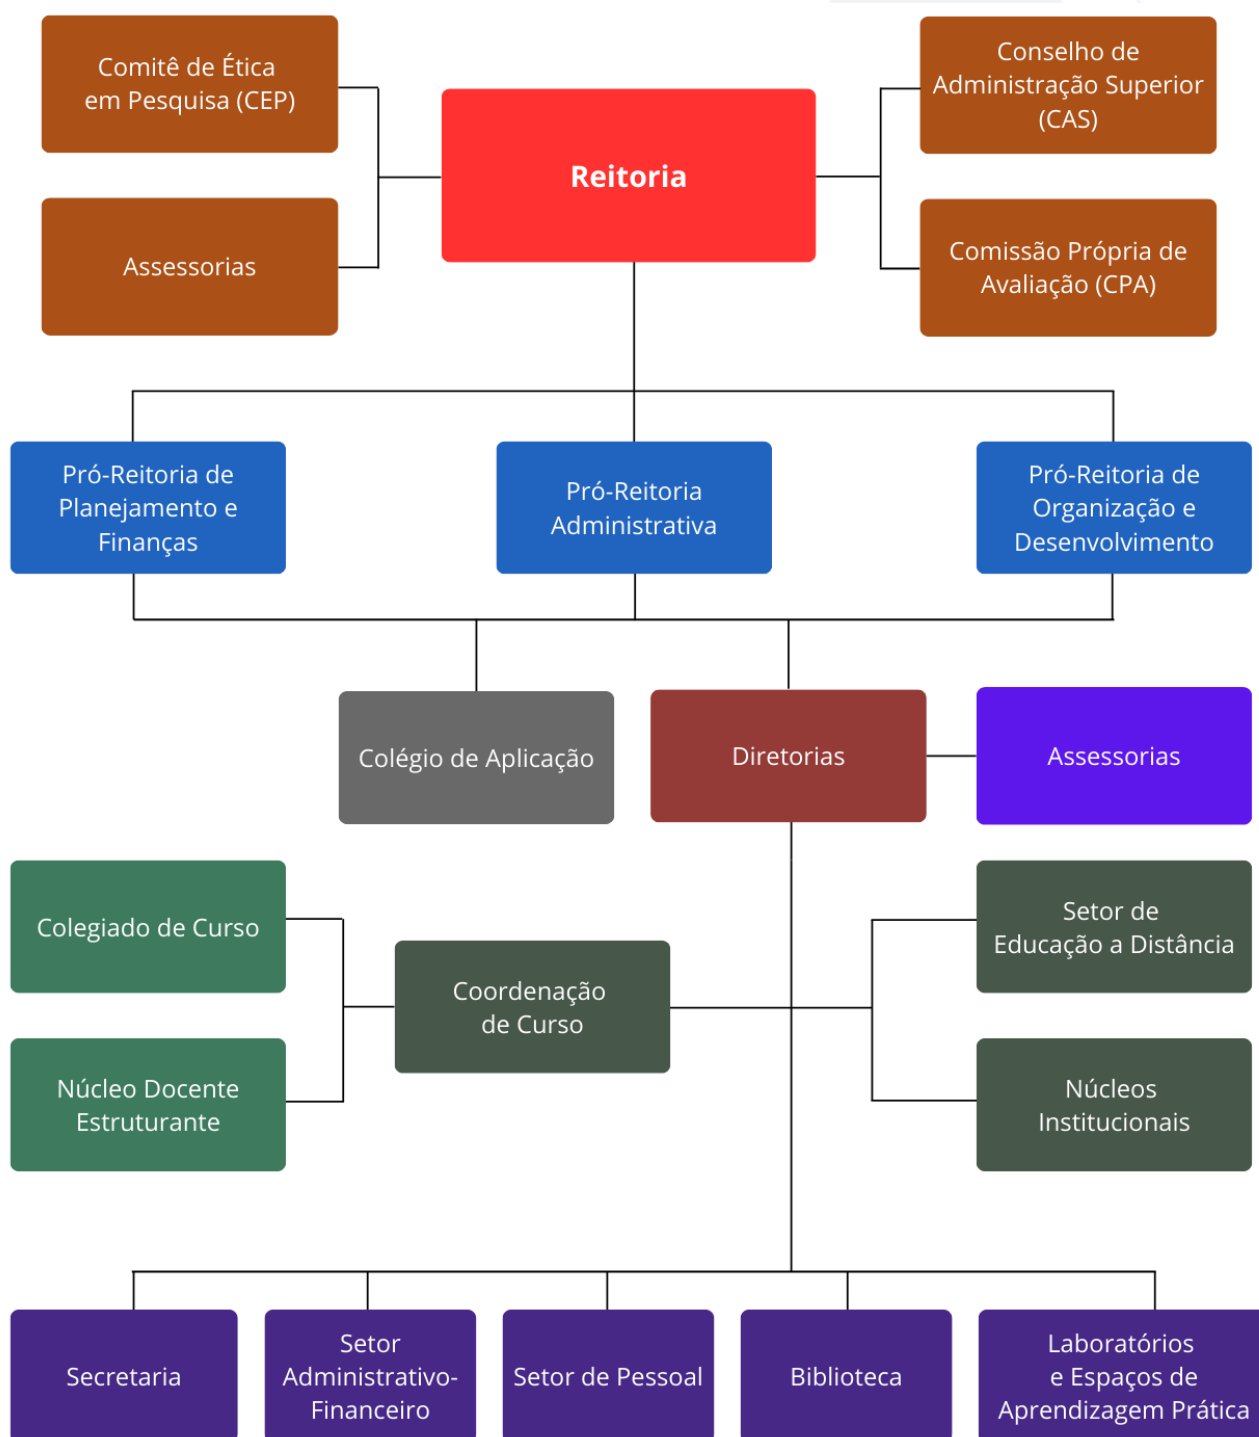 Comitê de Ética
em Pesquisa (CEP)
Conselho de
Administração Superior
(CAS)
Reitoria
Assessorias
Comissão Própria de
Avaliação (CPA)
Pró-Reitoria de
Planejamento e
Finanças
Pró-Reitoria
Administrativa
Pró-Reitoria de
Organização e
Desenvolvimento
Colégio de Aplicação
Diretorias
Assessorias
Colegiado de Curso
Coordenação
de Curso
Setor de
Educação a Distância
Núcleo Docente
Estruturante
Núcleos
Institucionais
Secretaria
Setor
Administrativo-
Financeiro
Setor de Pessoal
Biblioteca
Laboratórios
e Espaços de
Aprendizagem Prática